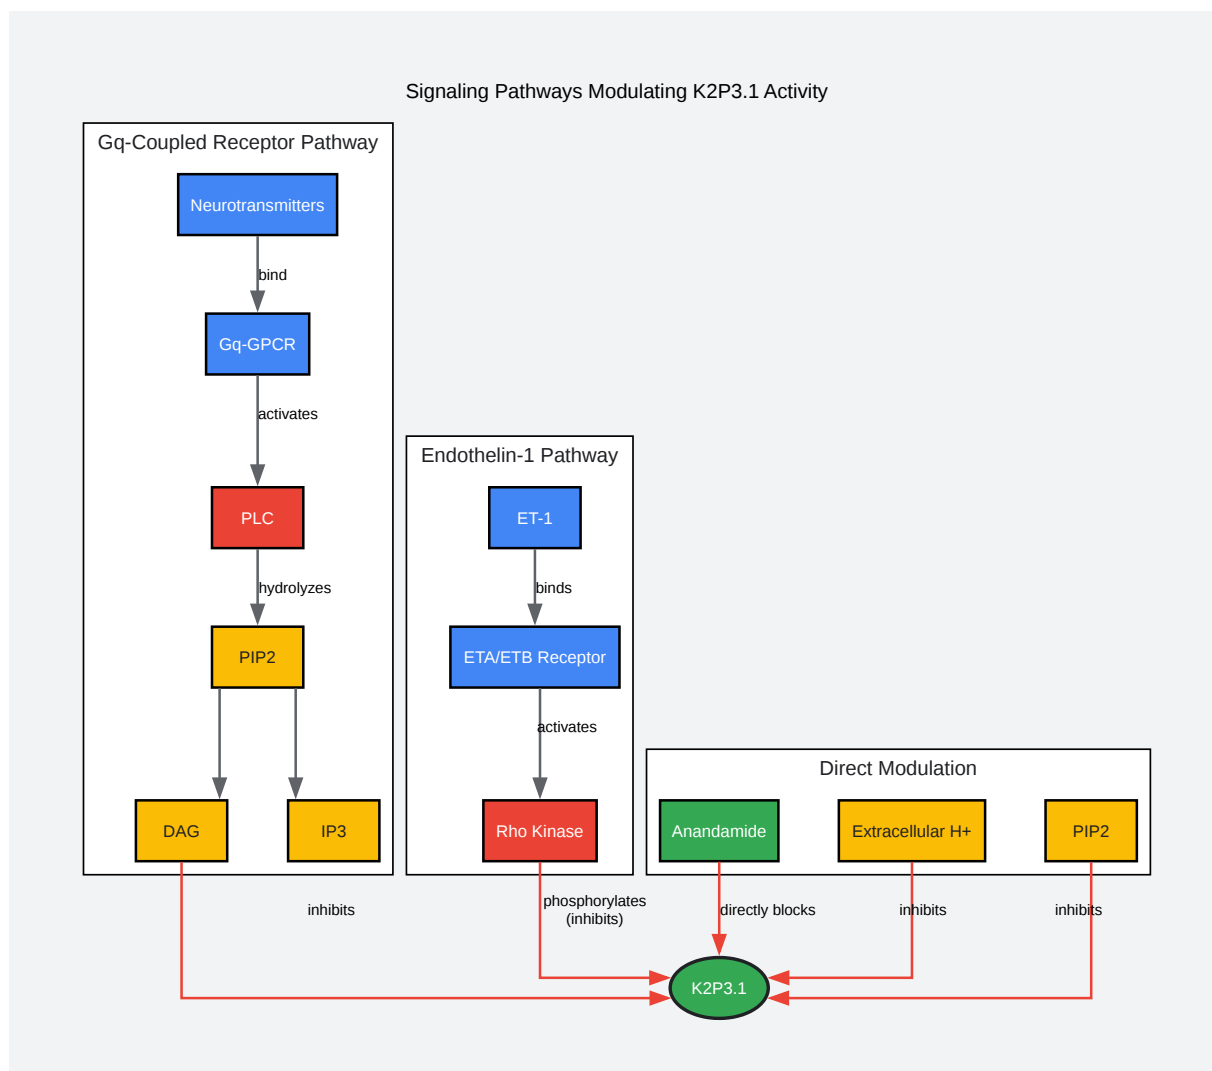 Signaling Pathways Modulating K2P3.1 Activity
Gq-Coupled Receptor Pathway
Neurotransmitters
bind
Gq-GPCR
activates
PLC
hydrolyzes
PIP2
DAG
IP3
inhibits
Endothelin-1 Pathway
ET-1
binds
ETA/ETB Receptor
activates
Rho Kinase
phosphorylates
(inhibits)
Direct Modulation
Anandamide
Extracellular H+
PIP2
directly blocks
inhibits
inhibits
K2P3.1